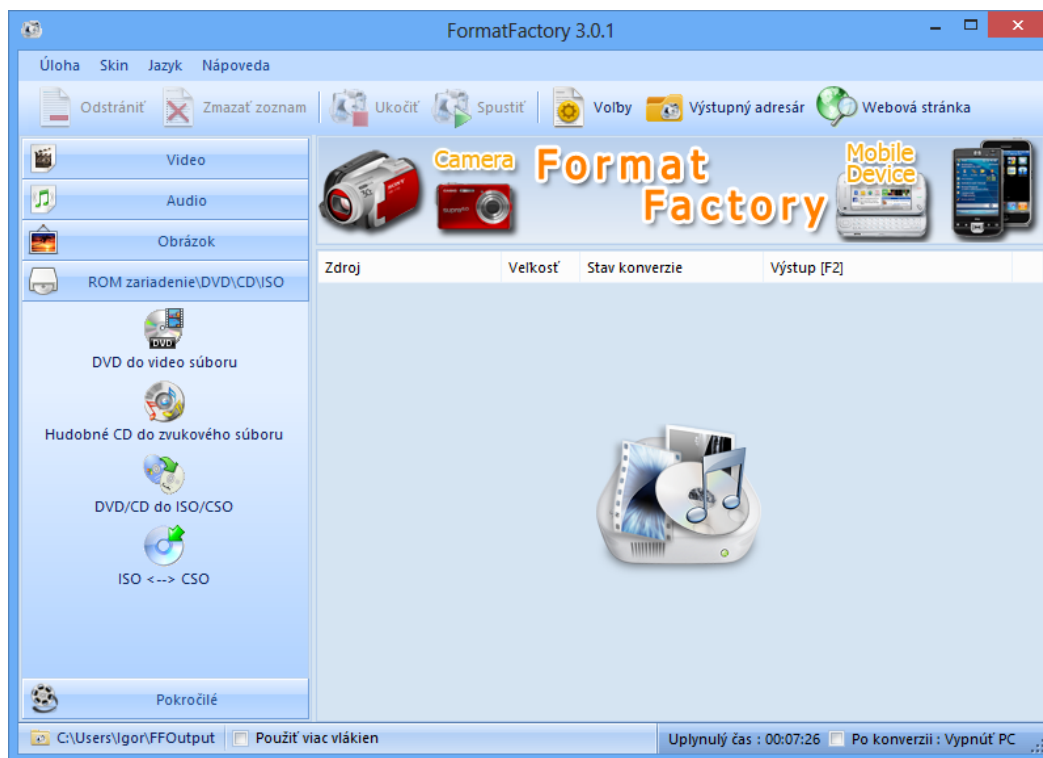 FormatFactory 3.0.1
Úloha Skin Jazyk Nápoveda
Odstrániť Zmazať zoznam Ukočiť Spustiť Voľby Výstupný adresár Webová stránka
Video
Audio
Obrázok
ROM zariadenie\DVD\CD\ISO
DVD
DVD do video súboru
Hudobné CD do zvukového súboru
DVD/CD do ISO/CSO
ISO <--> CSO
Pokročilé
Camera
Format
Factory
Mobile
Device
Zdroj Veľkosť Stav konverzie Výstup [F2]
C:\Users\Igor\FFOutput Použiť viac vlákien Uplynulý čas : 00:07:26 Po konverzii : Vypnúť PC